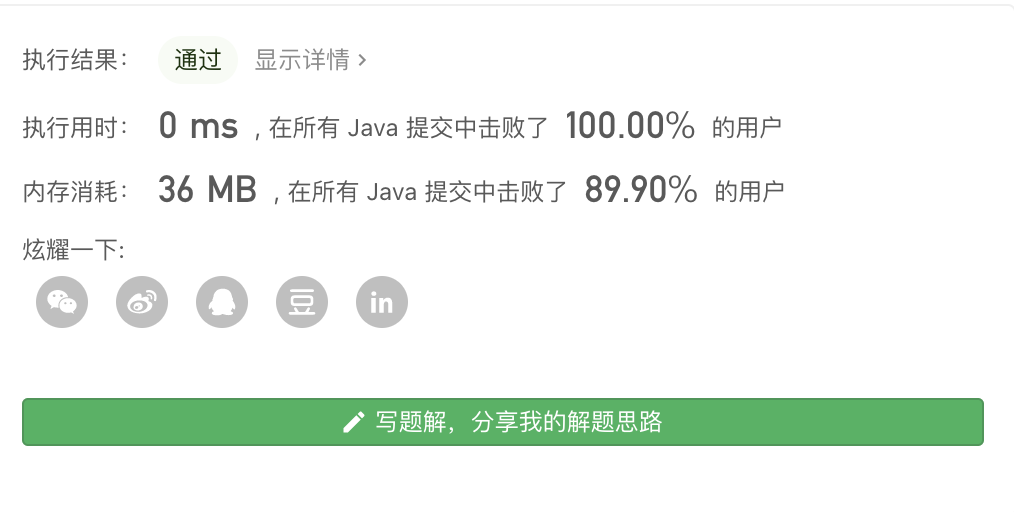 执行结果： 通过 显示详情 ›
执行用时： 0 ms , 在所有 Java 提交中击败了 100.00% 的用户
内存消耗： 36 MB , 在所有 Java 提交中击败了 89.90% 的用户
炫耀一下:
豆 in
写题解，分享我的解题思路